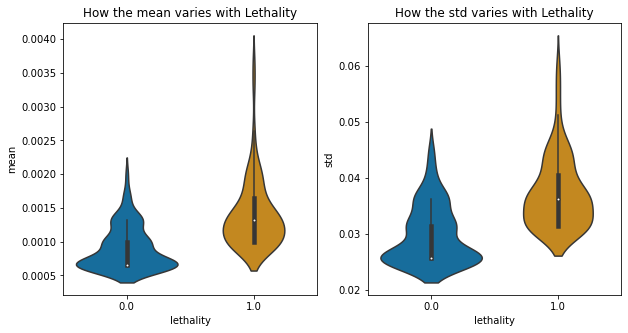 How the mean varies with Lethality
0.0040
0.0035
0.0030
0.0025
0.0020
0.0015
0.0010
0.0005
mean
0.0
1.0
lethality
How the std varies with Lethality
0.06
0.05
0.04
0.03
0.02
std
0.0
1.0
lethality